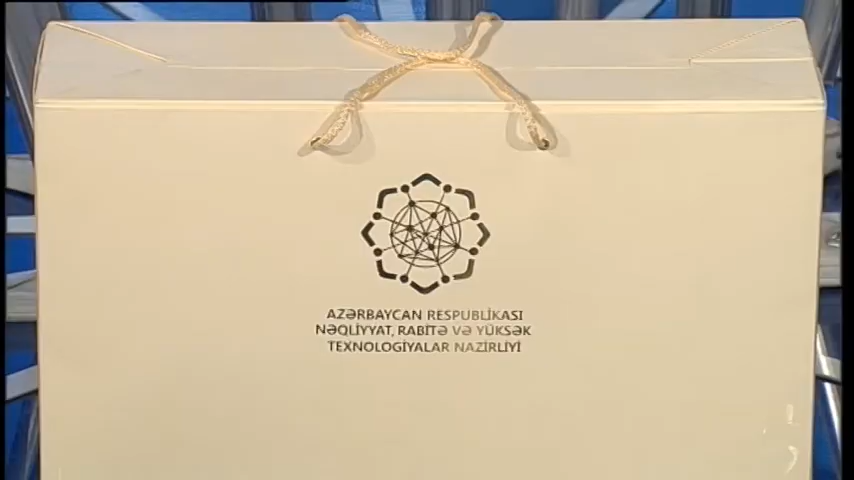 AZƏRBAYCAN RESPUBLİKASI
NƏQLİYYAT, RABİTƏ VƏ YÜKSƏK
TEXNOLOGİYALAR NAZİRLİYİ